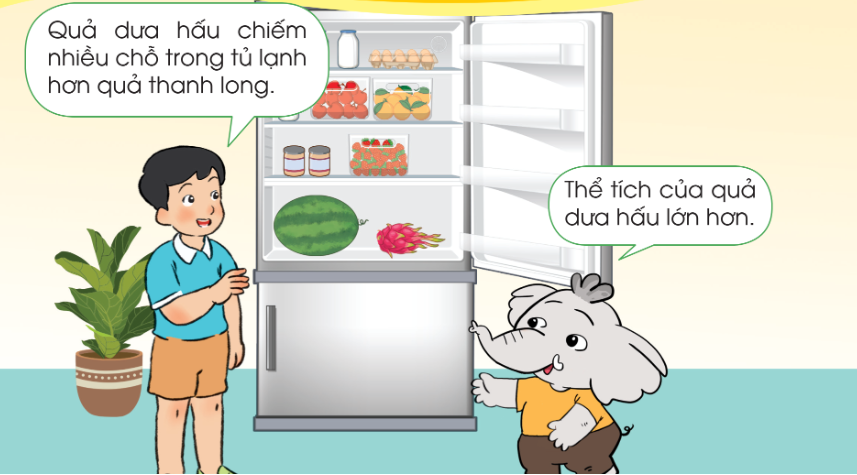 Quả dưa hấu chiếm
nhiều chỗ trong tủ lạnh
hơn quả thanh long.
Thể tích của quả
dưa hấu lớn hơn.